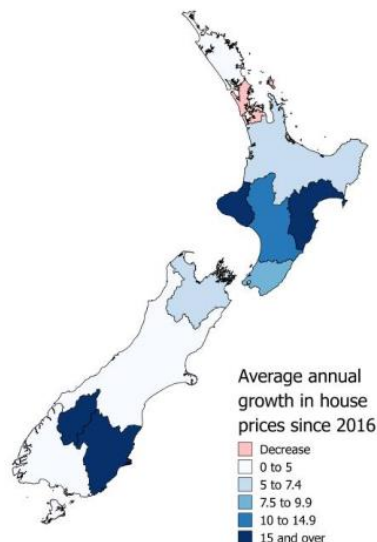 Average annual
growth in house
prices since 2016
Decrease
0 to 5
5 to 7.4
7.5 to 9.9
10 to 14.9
15 and over